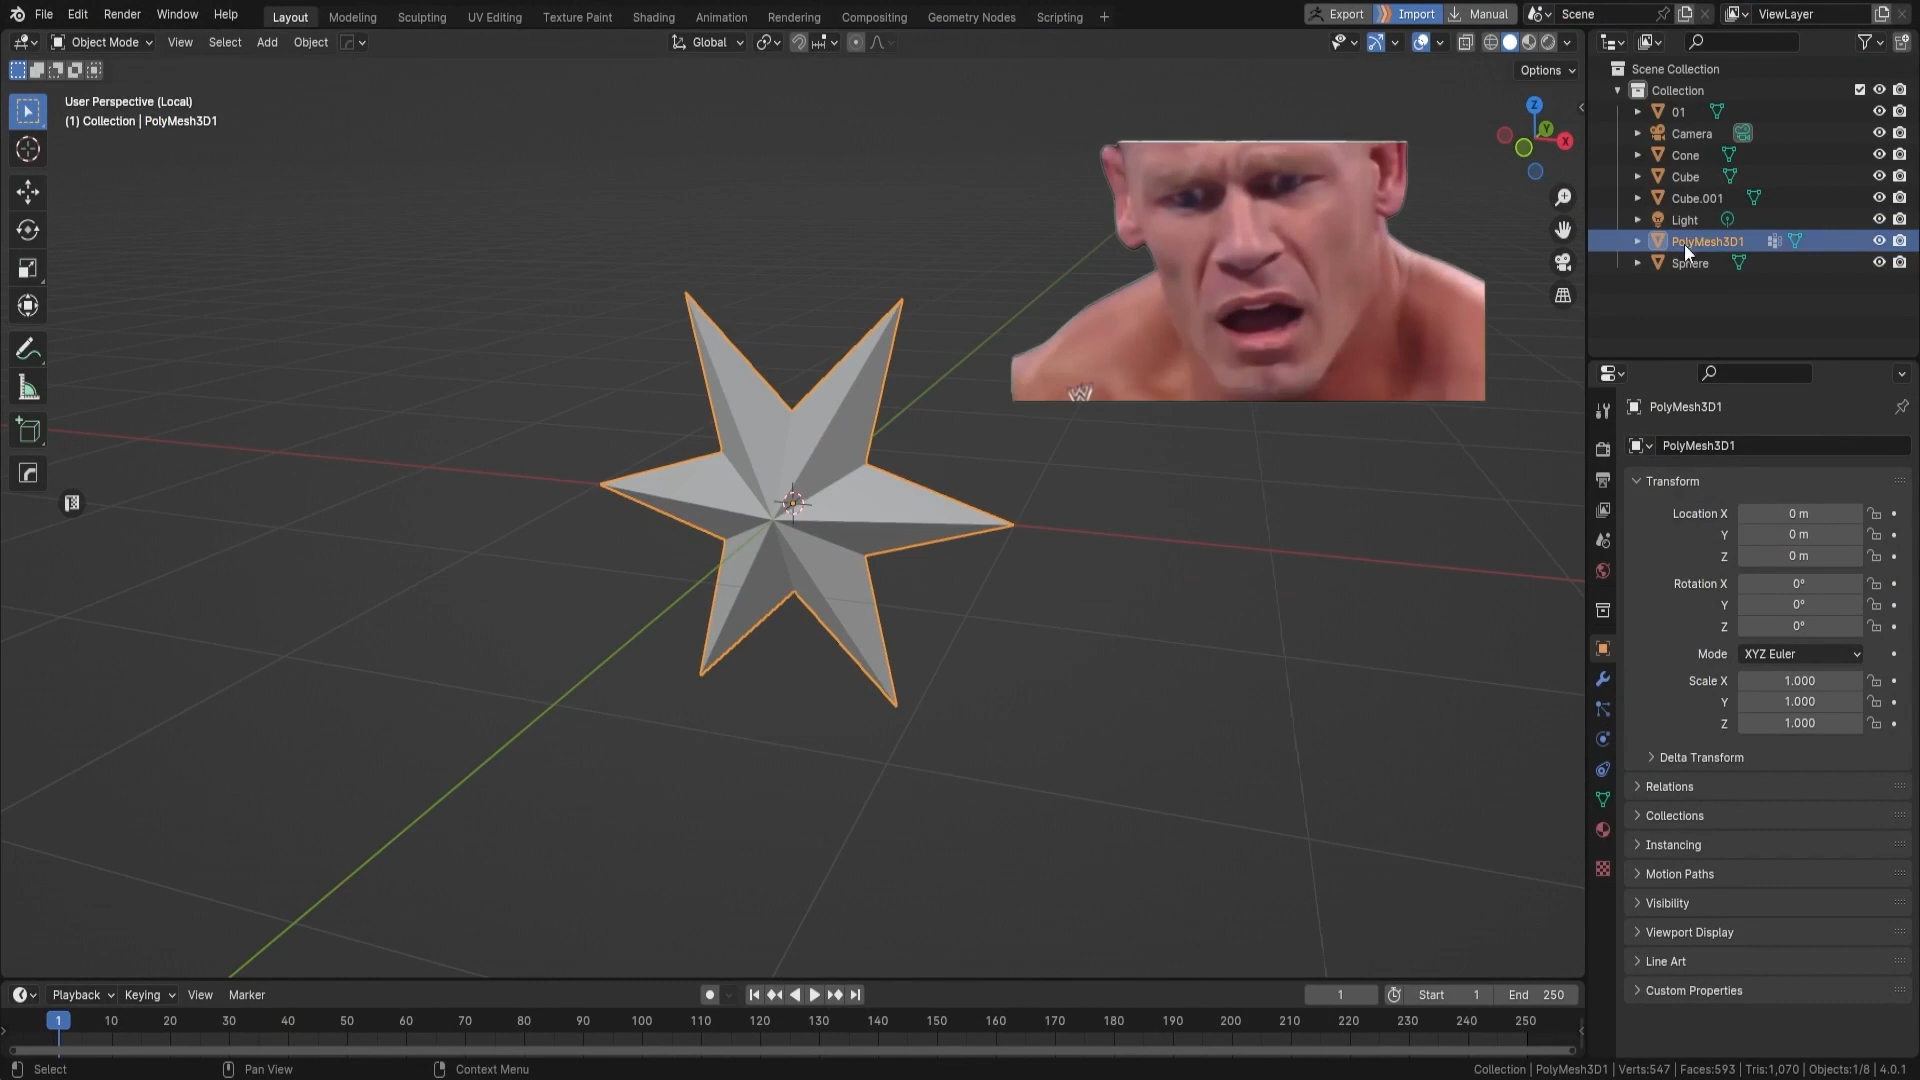 File Edit Render Window Help Layout Modeling Sculpting UV Editing Texture Paint Shading Animation Rendering Compositing Geometry Nodes Scripting + Export Import Manual Scene ViewLayer
Object Mode View Select Add Object Global
Options
User Perspective (Local)
(1) Collection | PolyMesh3D1
Z
Y
X
W
Scene Collection
Collection
01
Camera
Cone
Cube
Cube.001
Light
PolyMesh3D1
Sphere
PolyMesh3D1
PolyMesh3D1
Transform
Location X 0 m
Y 0 m
Z 0 m
Rotation X 0°
Y 0°
Z 0°
Mode XYZ Euler
Scale X 1.000
Y 1.000
Z 1.000
Delta Transform
Relations
Collections
Instancing
Motion Paths
Visibility
Viewport Display
Line Art
Custom Properties
Playback Keying View Marker 1 Start 1 End 250
1 10 20 30 40 50 60 70 80 90 100 110 120 130 140 150 160 170 180 190 200 210 220 230 240 250
Select Pan View Context Menu Collection | PolyMesh3D1 | Verts:547 | Faces:593 | Tris:1,070 | Objects:1/8 | 4.0.1